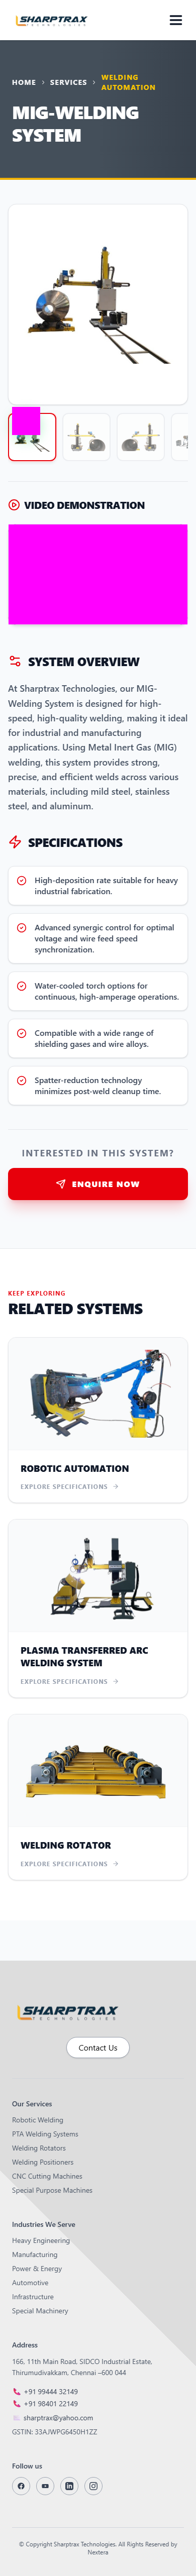 SHARPTRAX
TECHNOLOGIES
HOME > SERVICES > WELDING
AUTOMATION
MIG-WELDING
SYSTEM
VIDEO DEMONSTRATION
SYSTEM OVERVIEW
At Sharptrax Technologies, our MIG-
Welding System is designed for high-
speed, high-quality welding, making it ideal
for industrial and manufacturing
applications. Using Metal Inert Gas (MIG)
welding, this system provides strong,
precise, and efficient welds across various
materials, including mild steel, stainless
steel, and aluminum.
SPECIFICATIONS
High-deposition rate suitable for heavy
industrial fabrication.
Advanced synergic control for optimal
voltage and wire feed speed
synchronization.
Water-cooled torch options for
continuous, high-amperage operations.
Compatible with a wide range of
shielding gases and wire alloys.
Spatter-reduction technology
minimizes post-weld cleanup time.
INTERESTED IN THIS SYSTEM?
ENQUIRE NOW
KEEP EXPLORING
RELATED SYSTEMS
ROBOTIC AUTOMATION
EXPLORE SPECIFICATIONS →
PLASMA TRANSFERRED ARC
WELDING SYSTEM
EXPLORE SPECIFICATIONS →
WELDING ROTATOR
EXPLORE SPECIFICATIONS →
SHARPTRAX
TECHNOLOGIES
Contact Us
Our Services
Robotic Welding
PTA Welding Systems
Welding Rotators
Welding Positioners
CNC Cutting Machines
Special Purpose Machines
Industries We Serve
Heavy Engineering
Manufacturing
Power & Energy
Automotive
Infrastructure
Special Machinery
Address
166, 11th Main Road, SIDCO Industrial Estate,
Thirumudivakkam, Chennai –600 044
+91 99444 32149
+91 98401 22149
sharptrax@yahoo.com
GSTIN: 33AJWPG6450H1ZZ
Follow us
© Copyright Sharptrax Technologies. All Rights Reserved by
Nextera